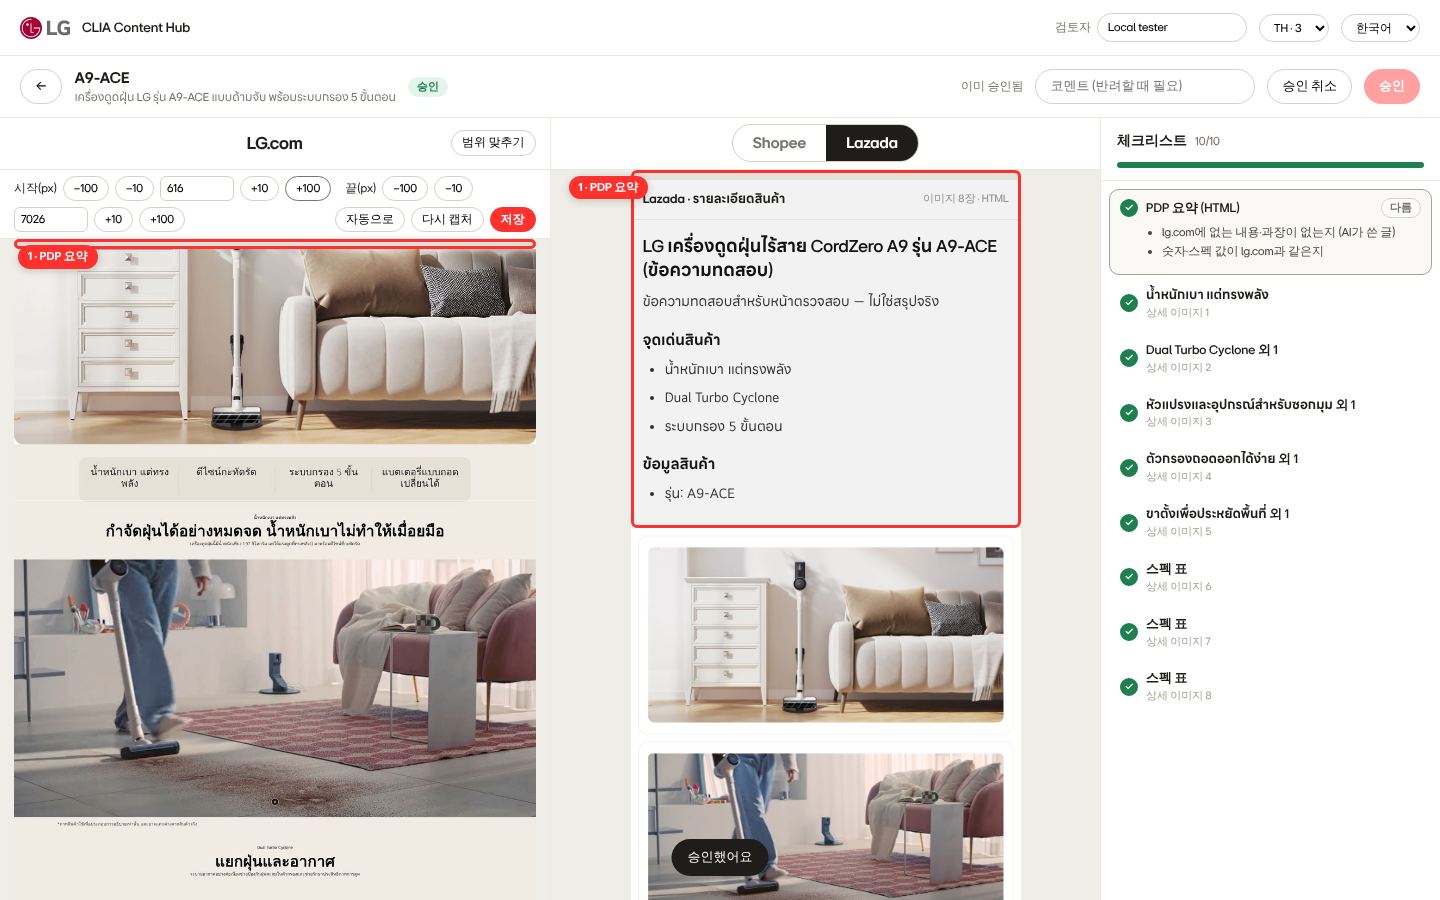 LG CLIA Content Hub
검토자 Local tester TH · 3 한국어
A9-ACE
เครื่องดูดฝุ่น LG รุ่น A9-ACE แบบด้ามจับ พร้อมระบบกรอง 5 ขั้นตอน
승인
이미 승인됨 코멘트 (반려할 때 필요) 승인 취소 승인
LG.com 범위 맞추기
시작(px) −100 −10 616 +10 +100 끝(px) −100 −10
7026 +10 +100 자동으로 다시 캡처 저장
1 · PDP 요약
น้ำหนักเบา แต่ทรงพลัง
ดีไซน์กะทัดรัด
ระบบกรอง 5 ขั้นตอน
แบตเตอรี่แบบถอดเปลี่ยนได้
น้ำหนักเบา แต่ทรงพลัง
กำจัดฝุ่นได้อย่างหมดจด น้ำหนักเบาไม่ทำให้เมื่อยมือ
Dual Turbo Cyclone
แยกฝุ่นและอากาศ
Shopee Lazada
1 · PDP 요약
Lazada · รายละเอียดสินค้า 이미지 8장 · HTML
LG เครื่องดูดฝุ่นไร้สาย CordZero A9 รุ่น A9-ACE
(ข้อความทดสอบ)
ข้อความทดสอบสำหรับหน้าตรวจสอบ — ไม่ใช่สรุปจริง
จุดเด่นสินค้า
• น้ำหนักเบา แต่ทรงพลัง
• Dual Turbo Cyclone
• ระบบกรอง 5 ขั้นตอน
ข้อมูลสินค้า
• รุ่น: A9-ACE
승인했어요
체크리스트 10/10
PDP 요약 (HTML) 다름
• lg.com에 없는 내용·과장이 없는지 (AI가 쓴 글)
• 숫자·스펙 값이 lg.com과 같은지
น้ำหนักเบา แต่ทรงพลัง
상세 이미지 1
Dual Turbo Cyclone 외 1
상세 이미지 2
หัวแปรงและอุปกรณ์สำหรับซอกมุม 외 1
상세 이미지 3
ตัวกรองถอดออกได้ง่าย 외 1
상세 이미지 4
ขาตั้งเพื่อประหยัดพื้นที่ 외 1
상세 이미지 5
스펙 표
상세 이미지 6
스펙 표
상세 이미지 7
스펙 표
상세 이미지 8